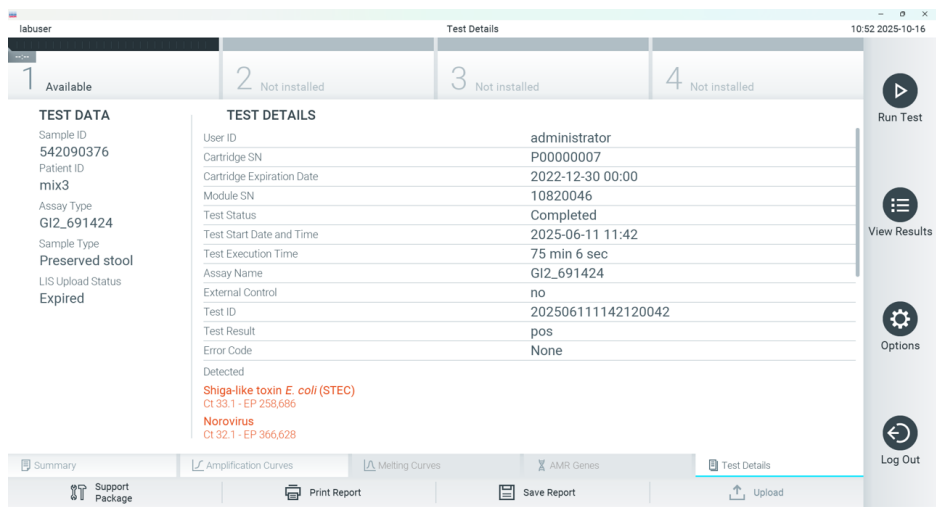 labuser Test Details 10:52 2025-10-16
--:--
1 Available
2 Not installed
3 Not installed
4 Not installed
TEST DATA
Sample ID
542090376
Patient ID
mix3
Assay Type
GI2_691424
Sample Type
Preserved stool
LIS Upload Status
Expired
TEST DETAILS
User ID administrator
Cartridge SN P00000007
Cartridge Expiration Date 2022-12-30 00:00
Module SN 10820046
Test Status Completed
Test Start Date and Time 2025-06-11 11:42
Test Execution Time 75 min 6 sec
Assay Name GI2_691424
External Control no
Test ID 202506111142120042
Test Result pos
Error Code None
Detected
Shiga-like toxin E. coli (STEC)
Ct 33.1 - EP 258,686
Norovirus
Ct 32.1 - EP 366,628
Run Test
View Results
Options
Log Out
Summary
Amplification Curves
Melting Curves
AMR Genes
Test Details
Support
Package
Print Report
Save Report
Upload